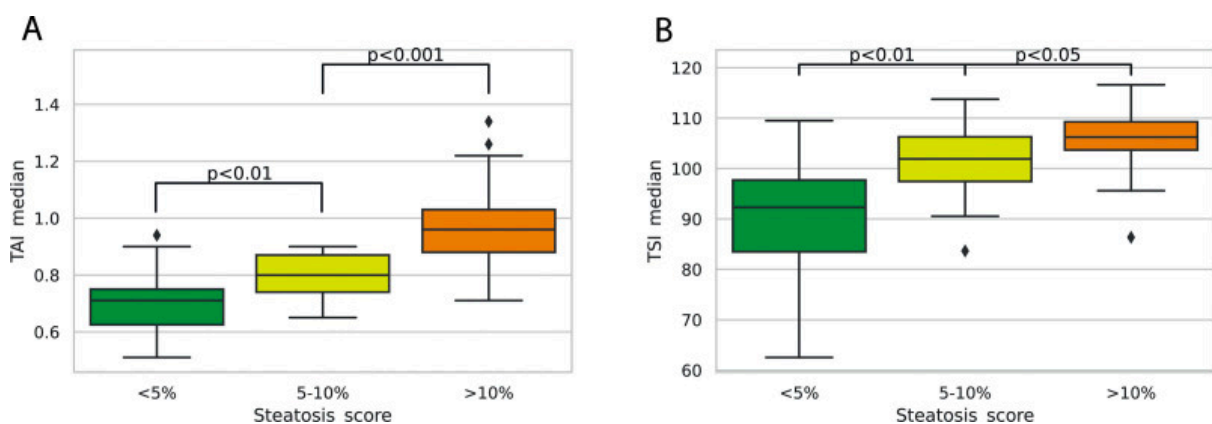 A
p<0.001
p<0.01
TAI median
1.4
1.2
1.0
0.8
0.6
<5%
5-10%
>10%
Steatosis score
B
p<0.01
p<0.05
TSI median
120
110
100
90
80
70
60
<5%
5-10%
>10%
Steatosis score